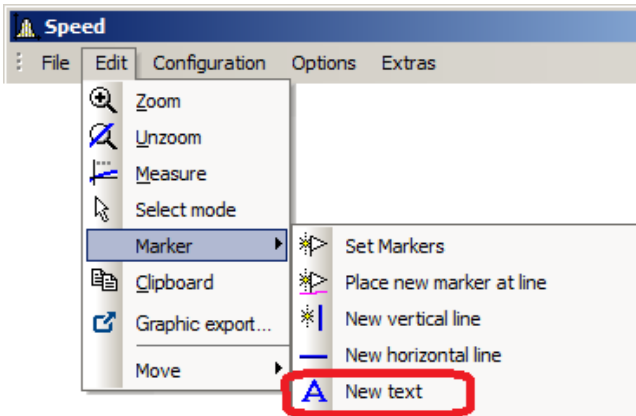 Speed
File Edit Configuration Options Extras
Zoom
Unzoom
Measure
Select mode
Marker
Clipboard
Graphic export...
Move
Set Markers
Place new marker at line
New vertical line
New horizontal line
A New text